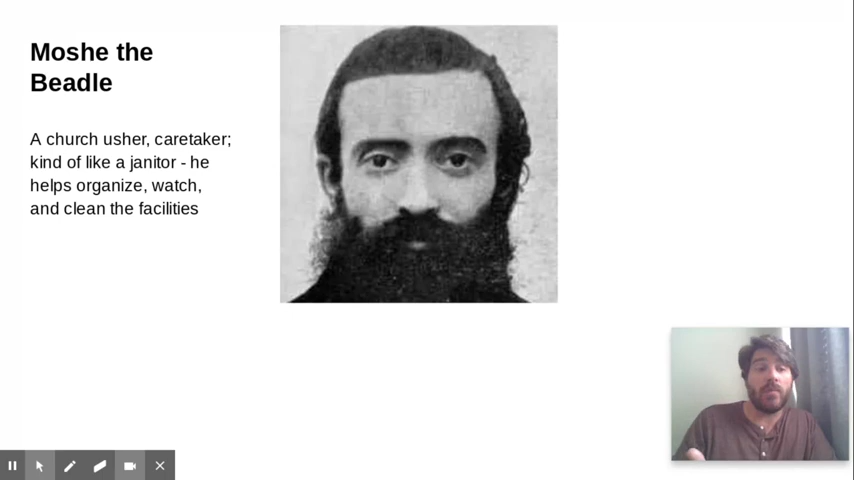 Moshe the
Beadle
A church usher, caretaker;
kind of like a janitor - he
helps organize, watch,
and clean the facilities